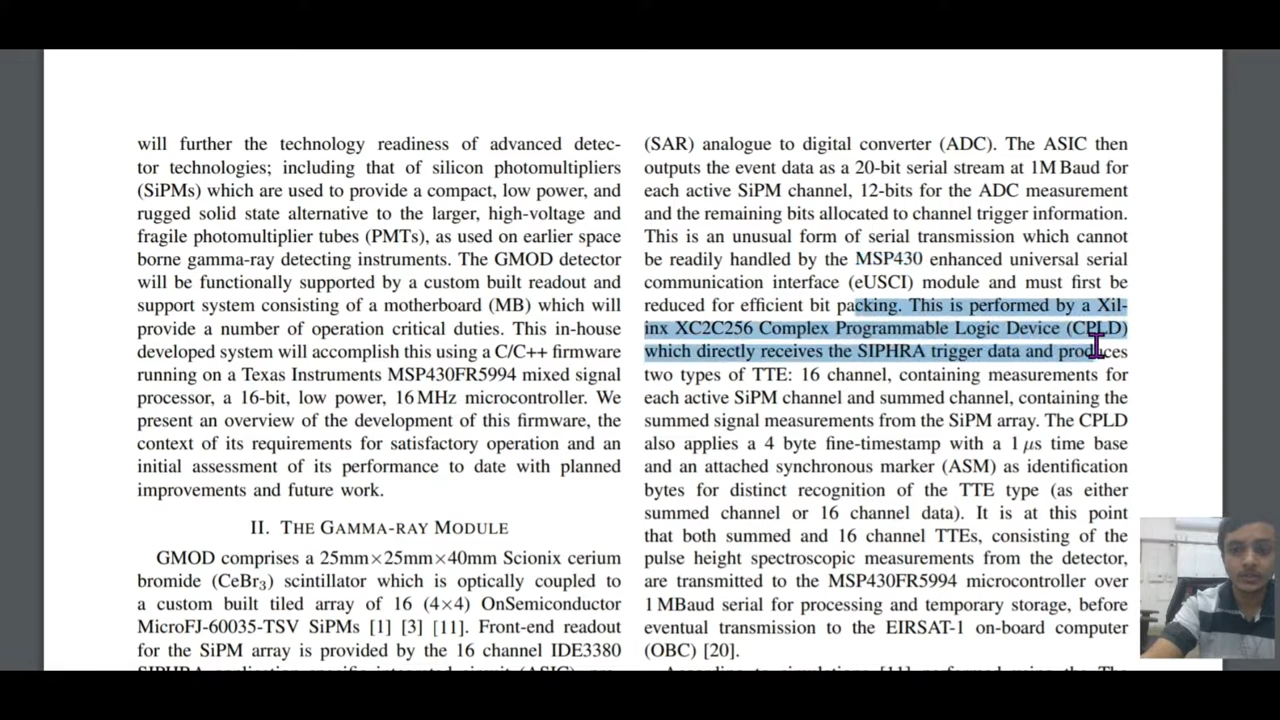 will further the technology readiness of advanced detec-
tor technologies; including that of silicon photomultipliers
(SiPMs) which are used to provide a compact, low power, and
rugged solid state alternative to the larger, high-voltage and
fragile photomultiplier tubes (PMTs), as used on earlier space
borne gamma-ray detecting instruments. The GMOD detector
will be functionally supported by a custom built readout and
support system consisting of a motherboard (MB) which will
provide a number of operation critical duties. This in-house
developed system will accomplish this using a C/C++ firmware
running on a Texas Instruments MSP430FR5994 mixed signal
processor, a 16-bit, low power, 16 MHz microcontroller. We
present an overview of the development of this firmware, the
context of its requirements for satisfactory operation and an
initial assessment of its performance to date with planned
improvements and future work.
II. THE GAMMA-RAY MODULE
GMOD comprises a 25mm×25mm×40mm Scionix cerium
bromide (CeBr3) scintillator which is optically coupled to
a custom built tiled array of 16 (4×4) OnSemiconductor
MicroFJ-60035-TSV SiPMs [1] [3] [11]. Front-end readout
for the SiPM array is provided by the 16 channel IDE3380
SIPHRA application specific integrated circuit (ASIC)
(SAR) analogue to digital converter (ADC). The ASIC then
outputs the event data as a 20-bit serial stream at 1 M Baud for
each active SiPM channel, 12-bits for the ADC measurement
and the remaining bits allocated to channel trigger information.
This is an unusual form of serial transmission which cannot
be readily handled by the MSP430 enhanced universal serial
communication interface (eUSCI) module and must first be
reduced for efficient bit packing. This is performed by a Xil-
inx XC2C256 Complex Programmable Logic Device (CPLD)
which directly receives the SIPHRA trigger data and produces
two types of TTE: 16 channel, containing measurements for
each active SiPM channel and summed channel, containing the
summed signal measurements from the SiPM array. The CPLD
also applies a 4 byte fine-timestamp with a 1 μs time base
and an attached synchronous marker (ASM) as identification
bytes for distinct recognition of the TTE type (as either
summed channel or 16 channel data). It is at this point
that both summed and 16 channel TTEs, consisting of the
pulse height spectroscopic measurements from the detector,
are transmitted to the MSP430FR5994 microcontroller over
1 MBaud serial for processing and temporary storage, before
eventual transmission to the EIRSAT-1 on-board computer
(OBC) [20].
According to simulations [11] performed using the The